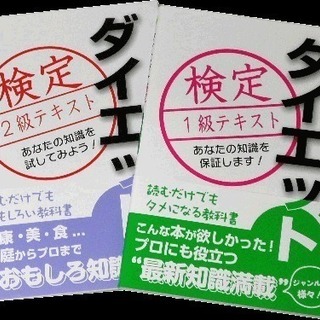 ダイエット
検定
2級テキスト
あなたの知識を
試してみよう!
むだけでも
もしろい教科書
康・美・食…
庭からプロまで
おもしろ知識
ダイエット
検定
1級テキスト
あなたの知識を
保証します!
読むだけでも
タメになる教科書
こんな本が欲しかった!
プロにも役立つ
“最新知識満載”
ジャンル
様々!